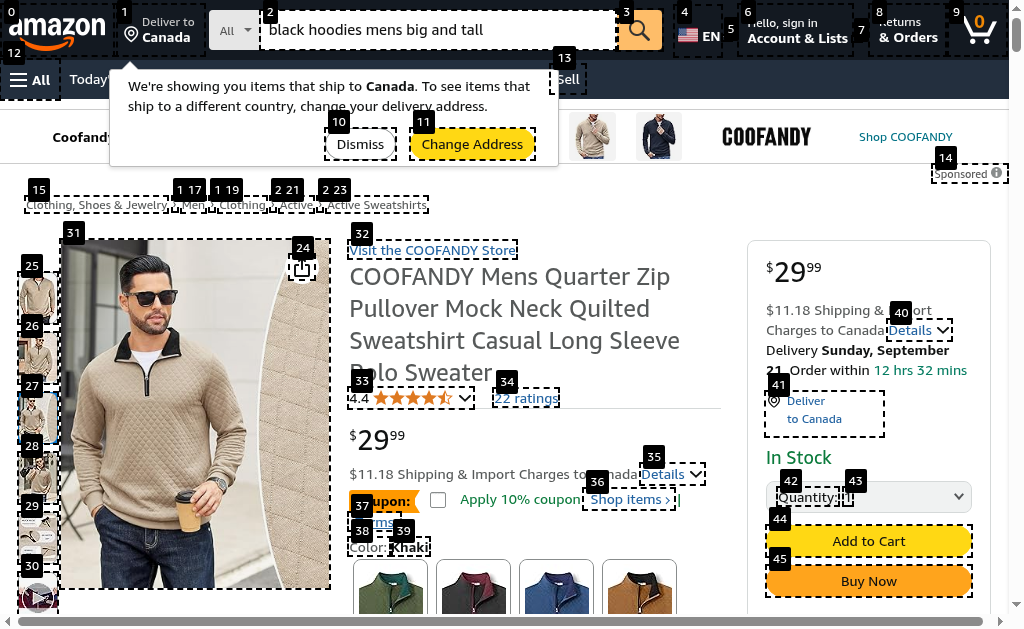 amazon
Deliver to
Canada
All
black hoodies mens big and tall
EN
Hello, sign in
Account & Lists
Returns
& Orders
0
All
Sell
We're showing you items that ship to Canada. To see items that
ship to a different country, change your delivery address.
Dismiss
Change Address
COOFANDY
Shop COOFANDY
Sponsored
Clothing, Shoes & Jewelry › Men › Clothing › Active › Active Sweatshirts
Visit the COOFANDY Store
COOFANDY Mens Quarter Zip
Pullover Mock Neck Quilted
Sweatshirt Casual Long Sleeve
Polo Sweater
4.4
22 ratings
$29.99
$11.18 Shipping & Import Charges to Canada Details
Coupon:
Apply 10% coupon
Shop items › |
Terms
Color: Khaki
$29.99
$11.18 Shipping & Import
Charges to Canada Details
Delivery Sunday, September
21. Order within 12 hrs 32 mins
Deliver
to Canada
In Stock
Quantity: 1
Add to Cart
Buy Now
0
1
2
3
4
5
6
7
8
9
10
11
12
13
14
15
1 17
1 19
2 21
2 23
24
25
26
27
28
29
30
31
32
33
34
35
36
37
38
39
40
41
42
43
44
45